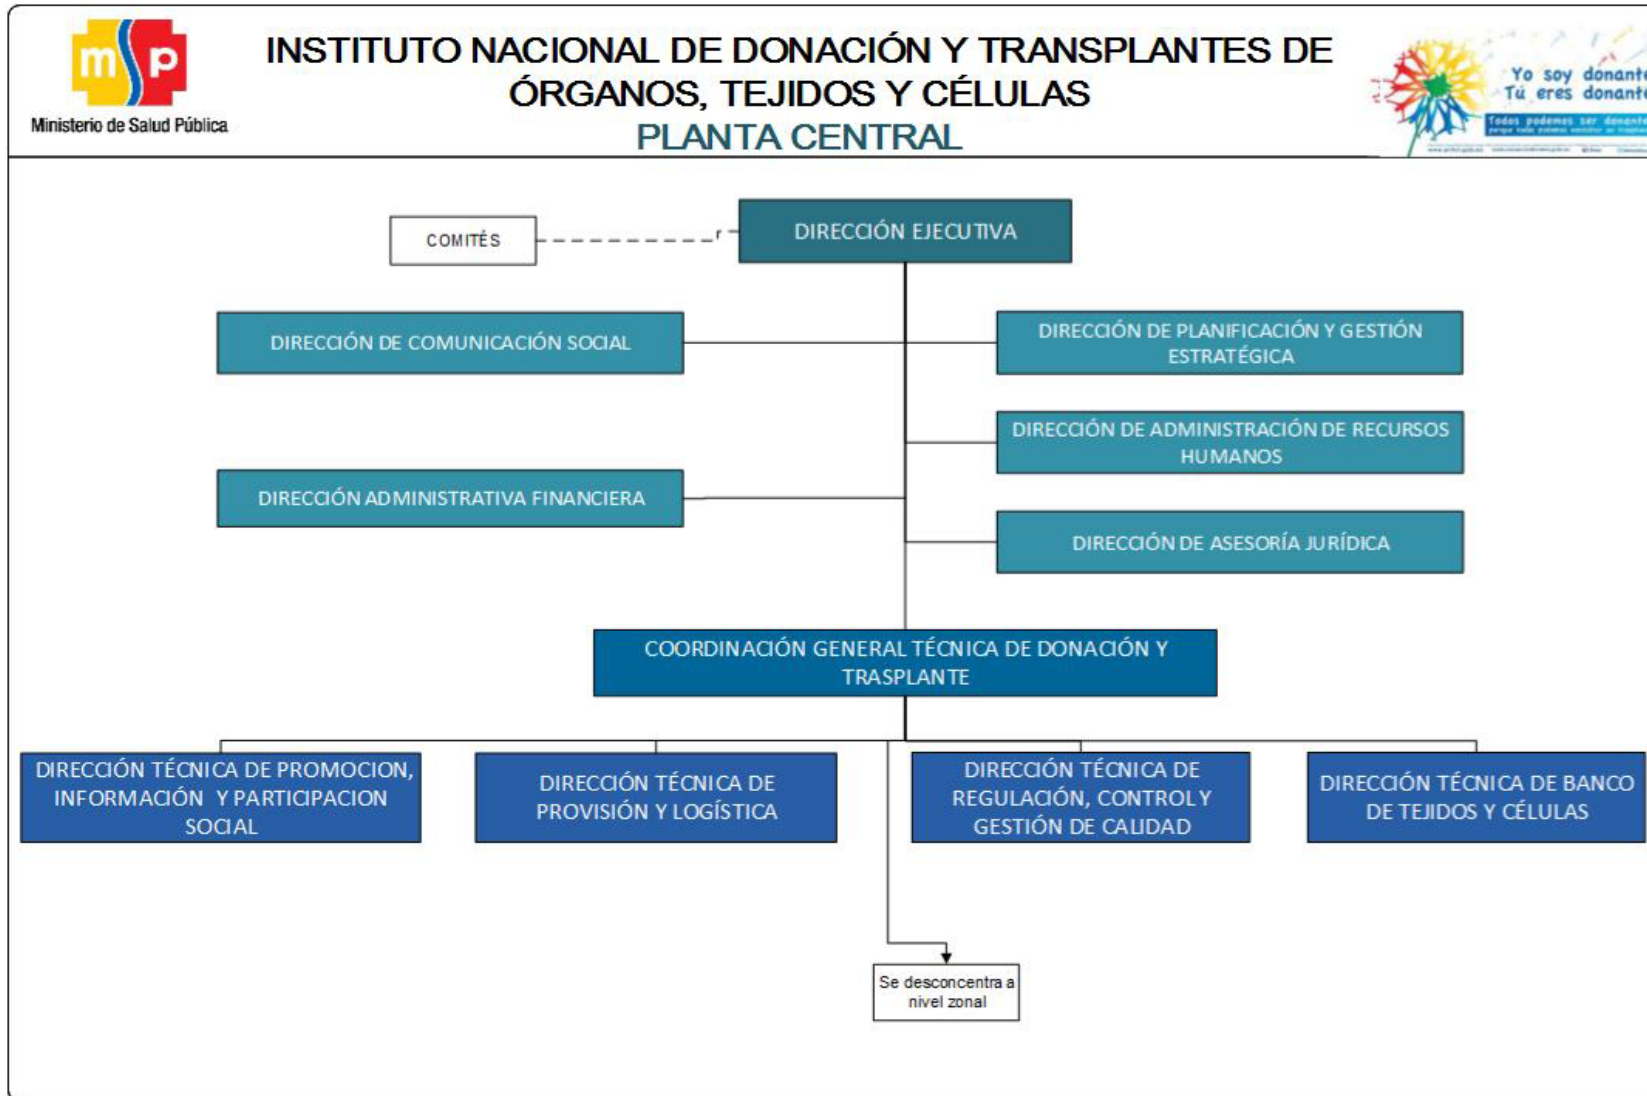 msp
Ministerio de Salud Pública
INSTITUTO NACIONAL DE DONACIÓN Y TRANSPLANTES DE
ÓRGANOS, TEJIDOS Y CÉLULAS
PLANTA CENTRAL
Yo soy donante
Tú eres donante
Todos podemos ser donante
COMITÉS
r
DIRECCIÓN EJECUTIVA
DIRECCIÓN DE COMUNICACIÓN SOCIAL
DIRECCIÓN DE PLANIFICACIÓN Y GESTIÓN
ESTRATÉGICA
DIRECCIÓN DE ADMINISTRACIÓN DE RECURSOS
HUMANOS
DIRECCIÓN ADMINISTRATIVA FINANCIERA
DIRECCIÓN DE ASESORÍA JURÍDICA
COORDINACIÓN GENERAL TÉCNICA DE DONACIÓN Y
TRASPLANTE
DIRECCIÓN TÉCNICA DE PROMOCION,
INFORMACIÓN Y PARTICIPACION
SOCIAL
DIRECCIÓN TÉCNICA DE
PROVISIÓN Y LOGÍSTICA
DIRECCIÓN TÉCNICA DE
REGULACIÓN, CONTROL Y
GESTIÓN DE CALIDAD
DIRECCIÓN TÉCNICA DE BANCO
DE TEJIDOS Y CÉLULAS
Se desconcentra a
nivel zonal